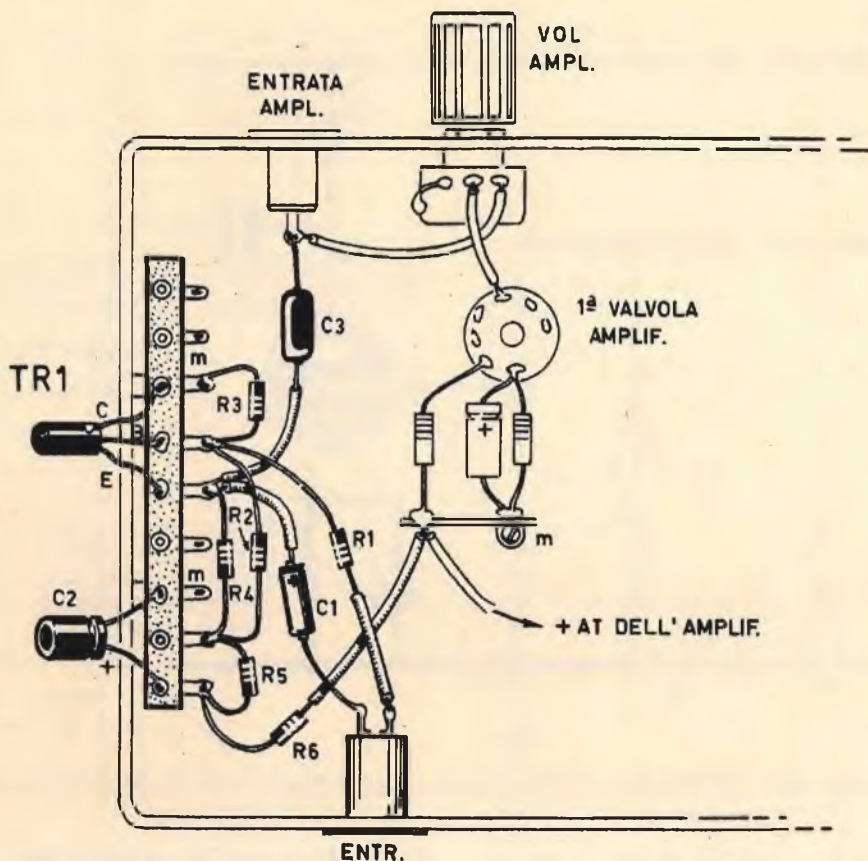 VOL
AMPL.
ENTRATA
AMPL.
1ª VALVOLA
AMPLIF.
C3
m
TR1
R3
C
B
E
R2
R1
+
m
R4
+
C1
m
C2
+ AT DELL' AMPLIF.
+
R5
R6
ENTR.